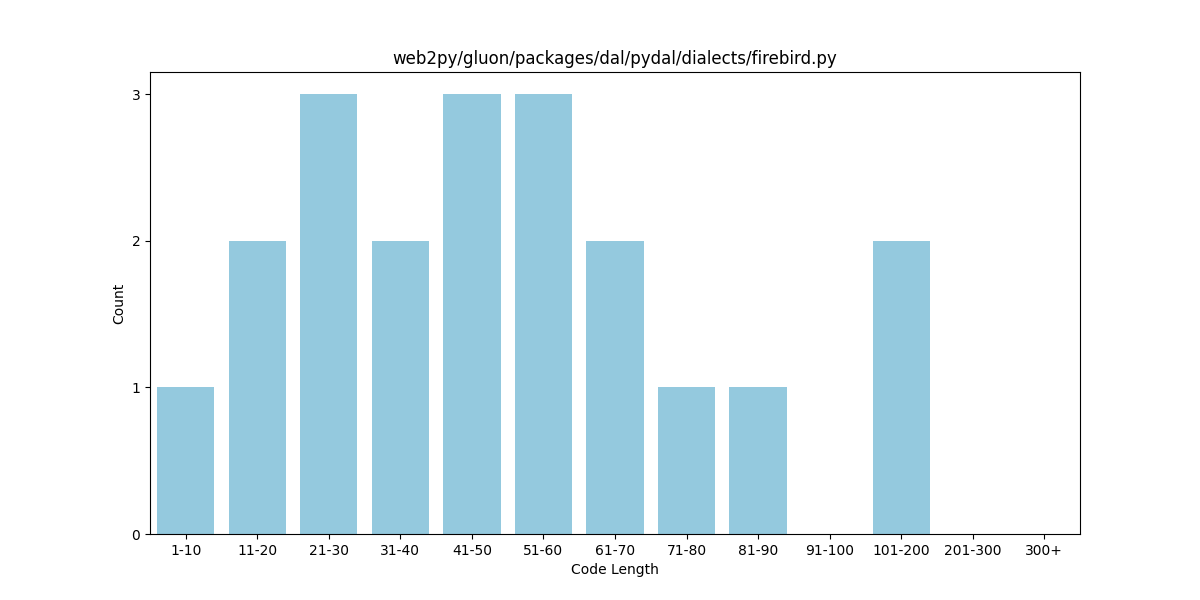 web2py/gluon/packages/dal/pydal/dialects/firebird.py
3
2
1
0
Count
1-10 11-20 21-30 31-40 41-50 51-60 61-70 71-80 81-90 91-100 101-200 201-300 300+
Code Length